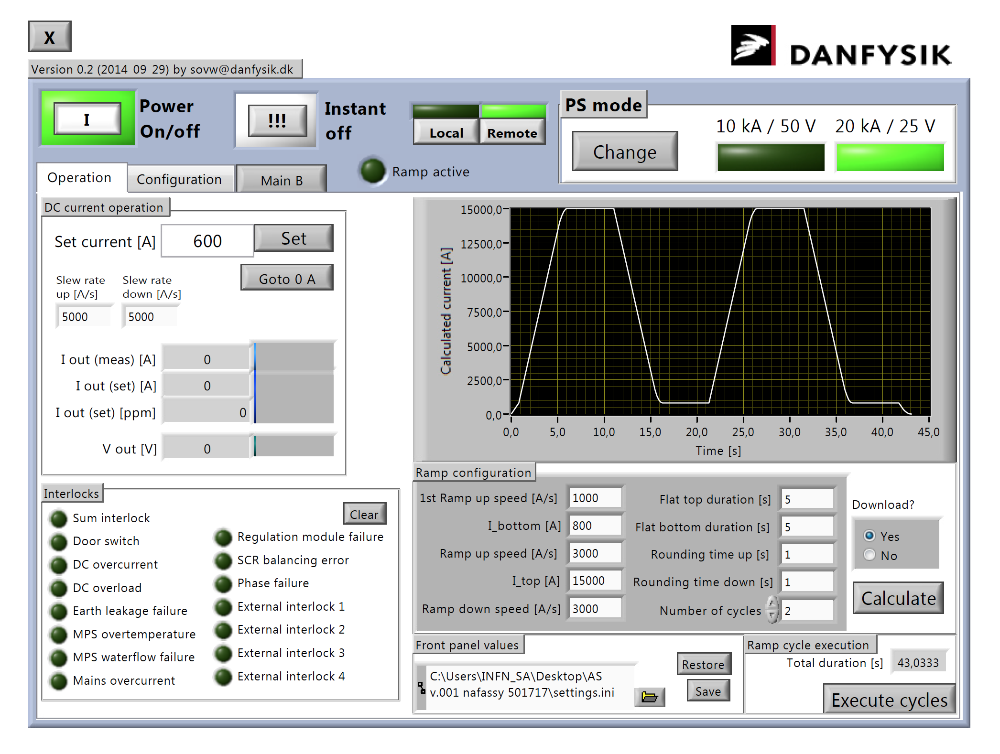 X
DANFYSIK
Version 0.2 (2014-09-29) by sovw@danfysik.dk
I
Power
On/off
!!!
Instant
off
Local
Remote
PS mode
Change
10 kA / 50 V
20 kA / 25 V
Operation
Configuration
Main B
Ramp active
DC current operation
Set current [A]
600
Set
Goto 0 A
Slew rate
up [A/s]
Slew rate
down [A/s]
5000
5000
I out (meas) [A]
0
I out (set) [A]
0
I out (set) [ppm]
0
V out [V]
0
Interlocks
Clear
Sum interlock
Door switch
DC overcurrent
DC overload
Earth leakage failure
MPS overtemperature
MPS waterflow failure
Mains overcurrent
Regulation module failure
SCR balancing error
Phase failure
External interlock 1
External interlock 2
External interlock 3
External interlock 4
Calculated current [A]
15000,0
12500,0
10000,0
7500,0
5000,0
2500,0
0,0
0,0 5,0 10,0 15,0 20,0 25,0 30,0 35,0 40,0 45,0
Time [s]
Ramp configuration
1st Ramp up speed [A/s]
1000
I_bottom [A]
800
Ramp up speed [A/s]
3000
I_top [A]
15000
Ramp down speed [A/s]
3000
Flat top duration [s]
5
Flat bottom duration [s]
5
Rounding time up [s]
1
Rounding time down [s]
1
Number of cycles
2
Download?
Yes
No
Calculate
Front panel values
C:\Users\INFN_SA\Desktop\AS
v.001 nafassy 501717\settings.ini
Restore
Save
Ramp cycle execution
Total duration [s]
43,0333
Execute cycles